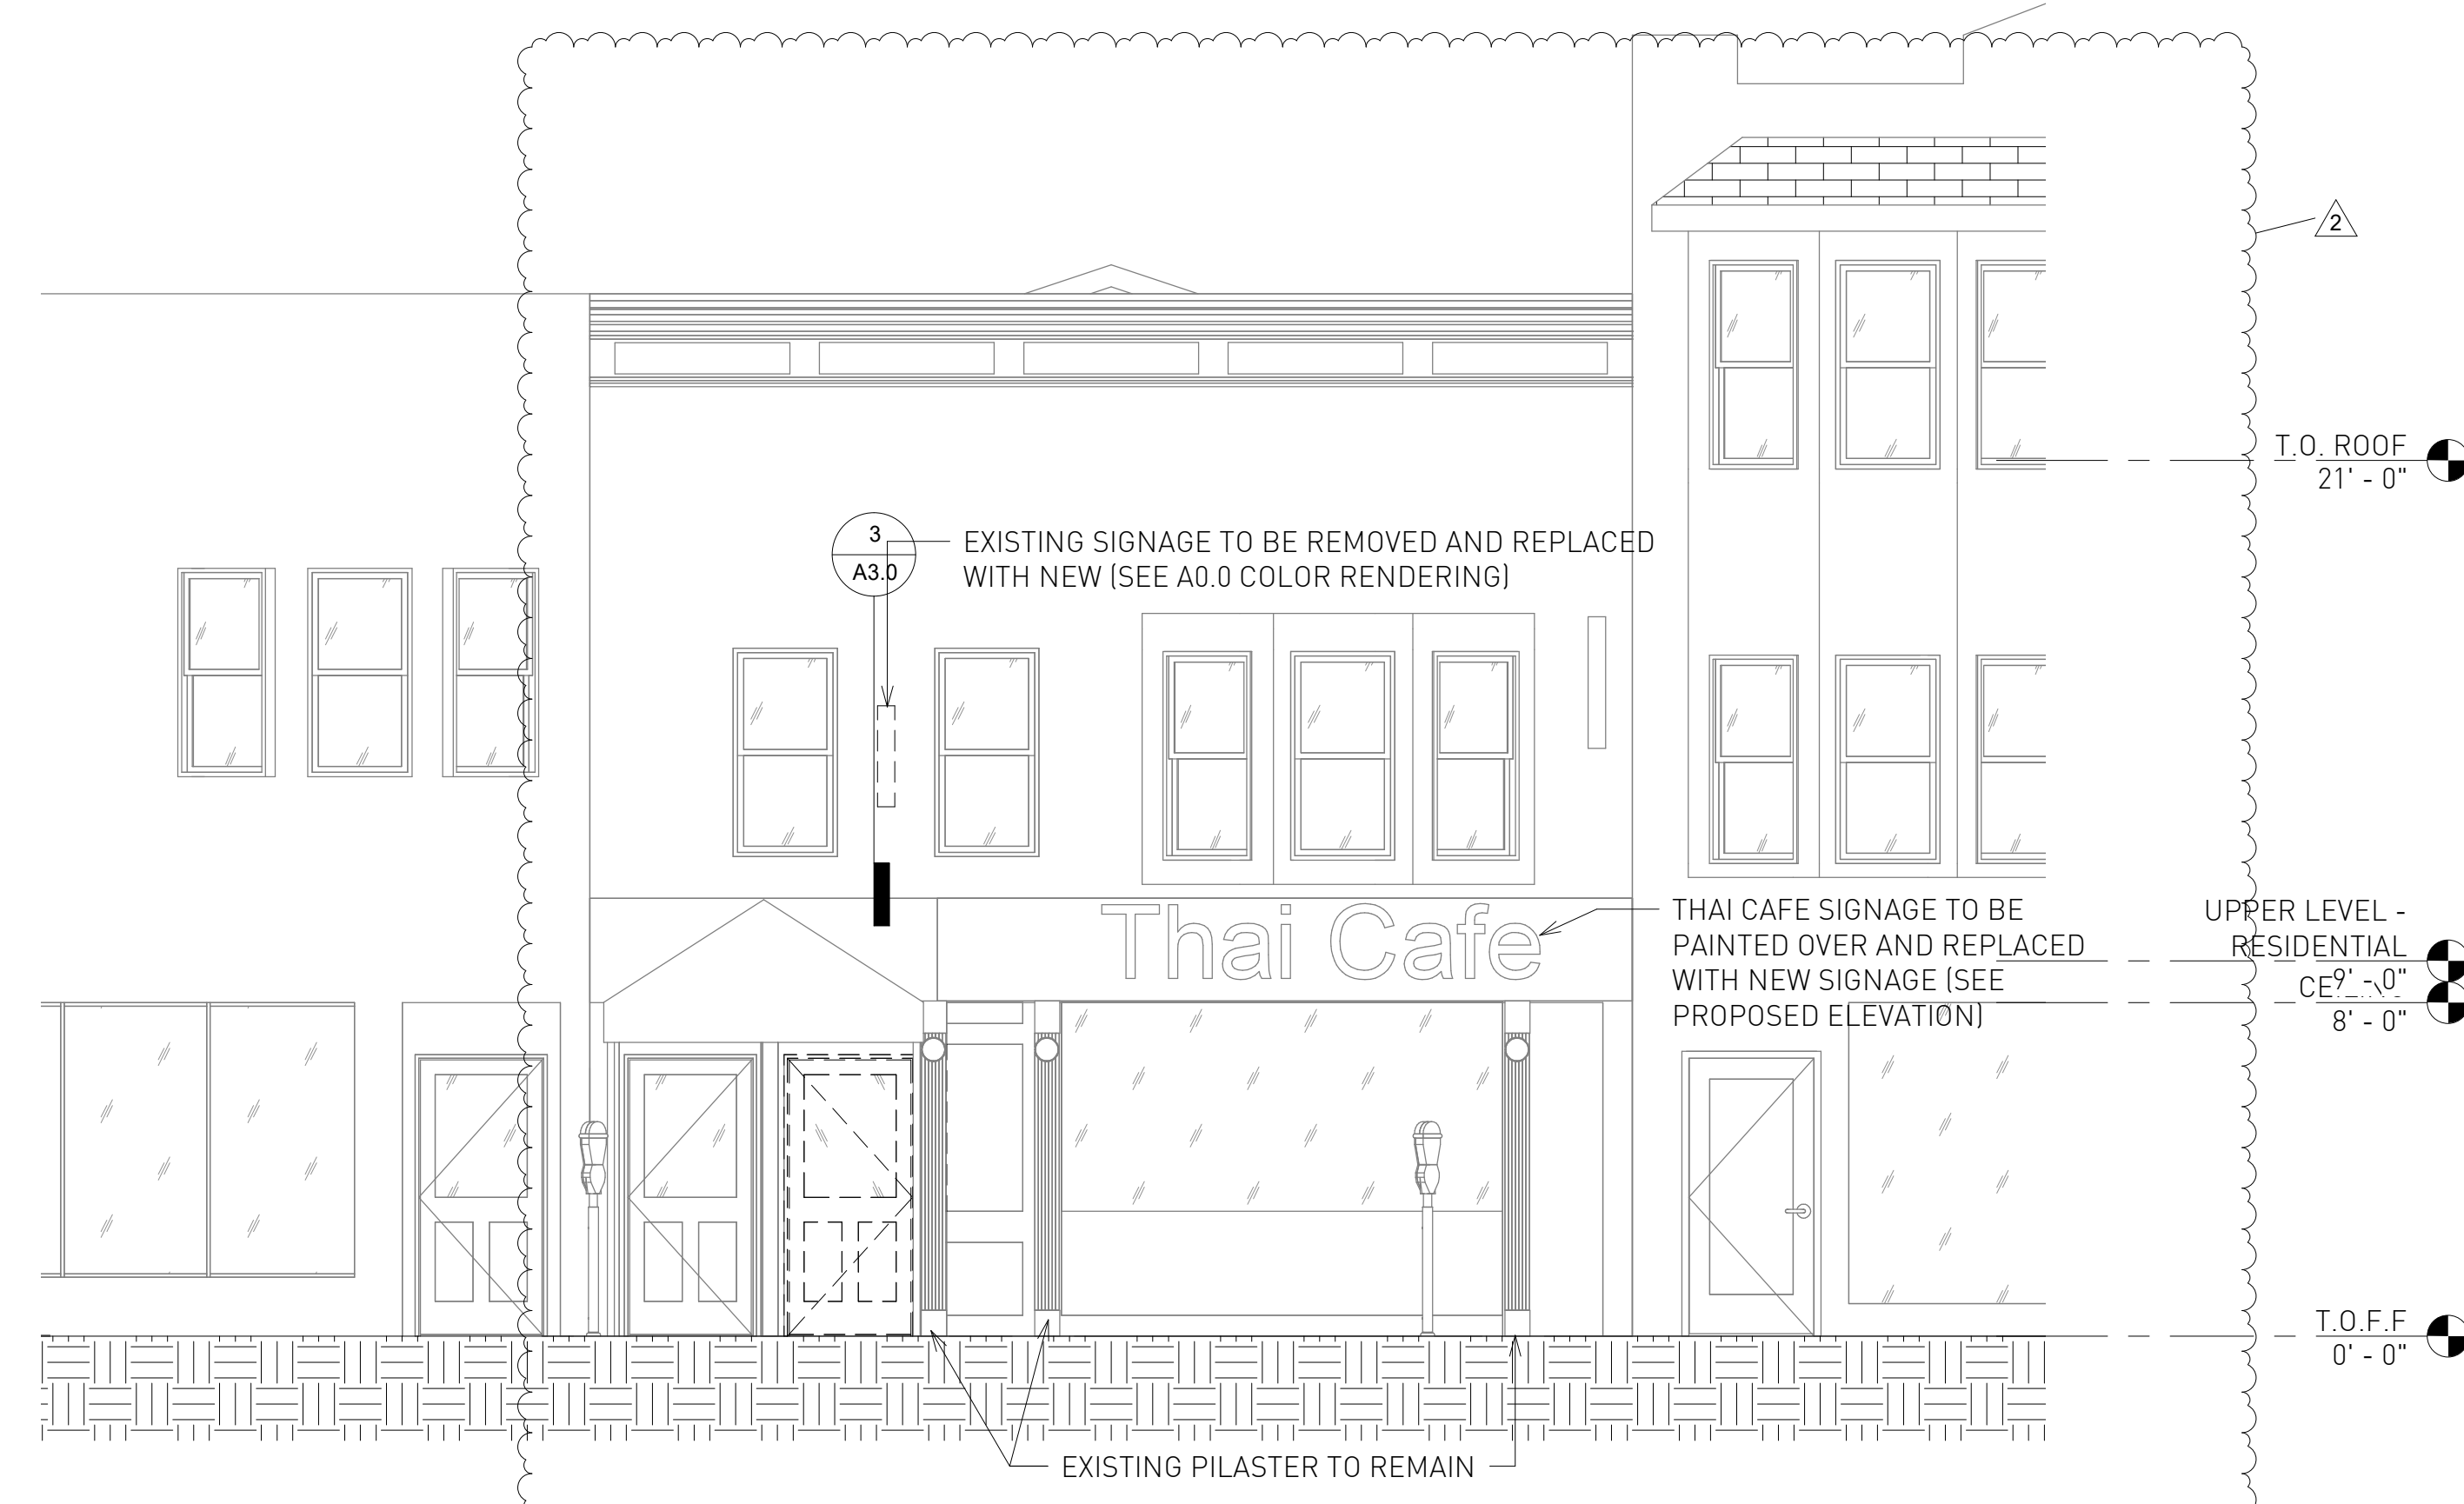 2
T.O. ROOF
21' - 0"
3
A3.0
EXISTING SIGNAGE TO BE REMOVED AND REPLACED
WITH NEW (SEE A0.0 COLOR RENDERING)
Thai Cafe
THAI CAFE SIGNAGE TO BE
PAINTED OVER AND REPLACED
WITH NEW SIGNAGE (SEE
PROPOSED ELEVATION)
UPPER LEVEL -
RESIDENTIAL
9' - 0"
8' - 0"
T.O.F.F
0' - 0"
EXISTING PILASTER TO REMAIN